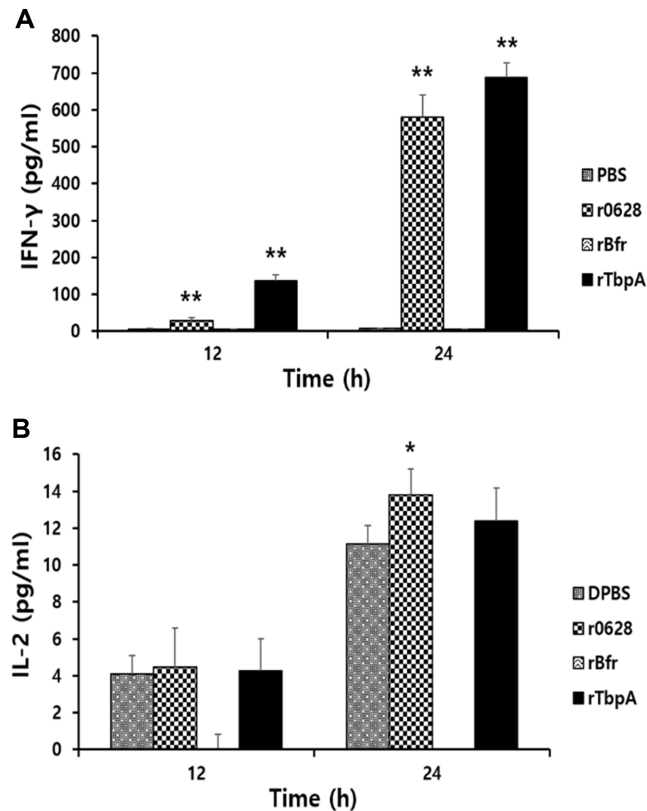 A
IFN-γ (pg/ml)
800
700
600
500
400
300
200
100
0
**
**
**
**
12
24
Time (h)
PBS
r0628
rBfr
rTbpA
B
IL-2 (pg/ml)
16
14
12
10
8
6
4
2
0
*
12
24
Time (h)
DPBS
r0628
rBfr
rTbpA